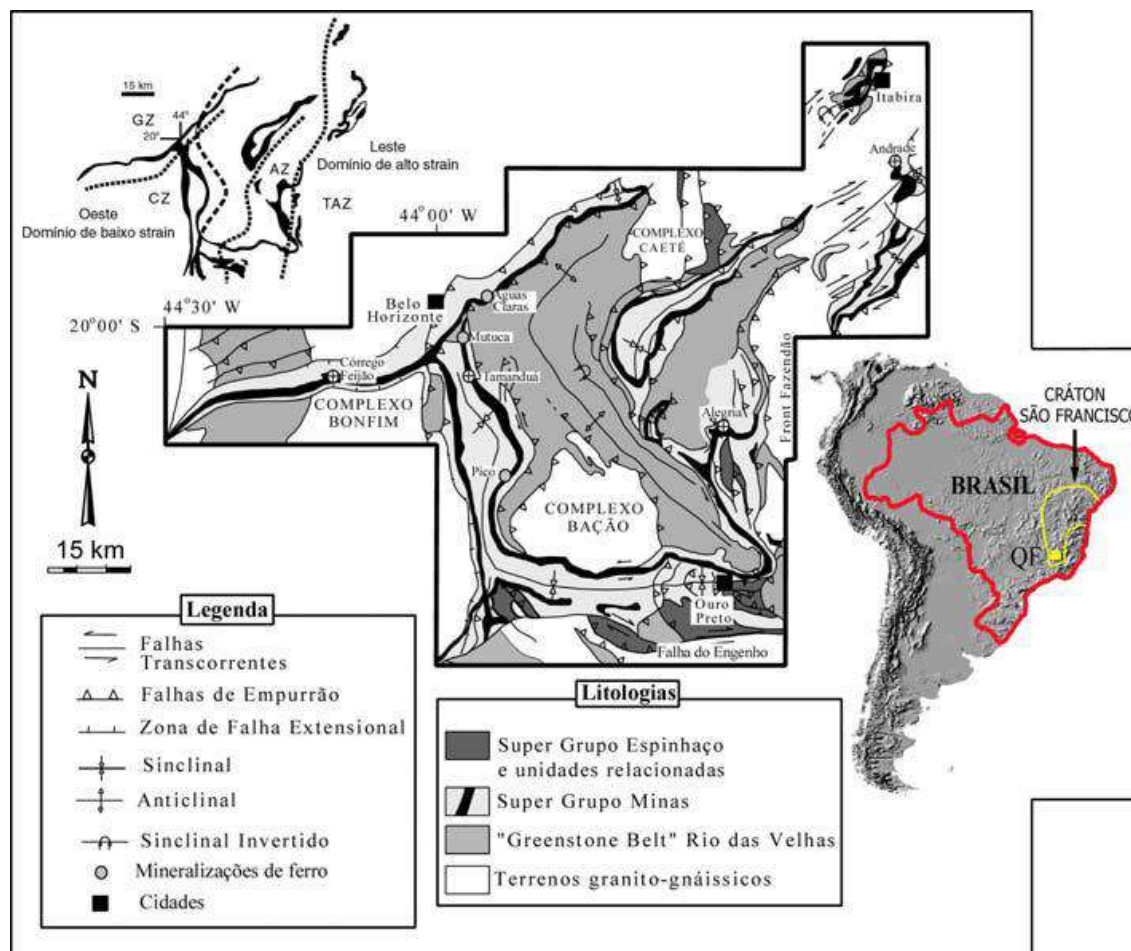 15 km
GZ
44°
20°
CZ
AZ
TAZ
Leste
Domínio de alto strain
Oeste
Domínio de baixo strain
44°30' W
44°00' W
20°00' S
Itabira
Andrade
COMPLEXO
CAETÉ
Belo
Horizonte
Águas
Claras
Mutuca
Córrego
Feijão
Tamanduá
COMPLEXO
BONFIM
Alegria
Front Fazendão
Pico
COMPLEXO
BAÇÃO
Ouro
Preto
Falha do Engenho
N
15 km
CRÁTON
SÃO FRANCISCO
BRASIL
QF
Legenda
Falhas
Transcorrentes
Falhas de Empurrão
Zona de Falha Extensional
Sinclinal
Anticlinal
Sinclinal Invertido
Mineralizações de ferro
Cidades
Litologias
Super Grupo Espinhaço
e unidades relacionadas
Super Grupo Minas
"Greenstone Belt" Rio das Velhas
Terrenos granito-gnáissicos